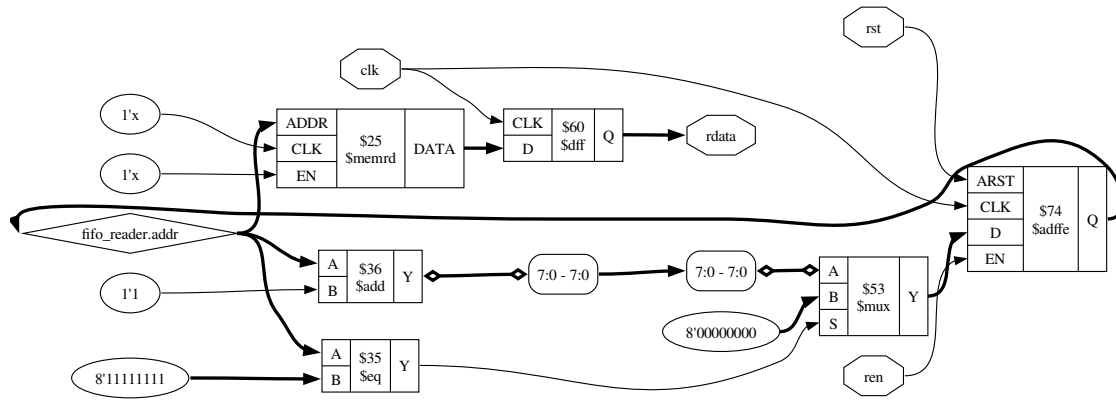 rst
clk
1'x
ADDR
CLK
EN
$25
$memrd
DATA
CLK
D
$60
$dff
Q
rdata
1'x
ARST
CLK
D
EN
$74
$adffe
Q
fifo_reader.addr
A
B
$36
$add
Y
7:0 - 7:0
7:0 - 7:0
A
B
S
$53
$mux
Y
1'1
8'00000000
A
B
$35
$eq
Y
8'11111111
ren